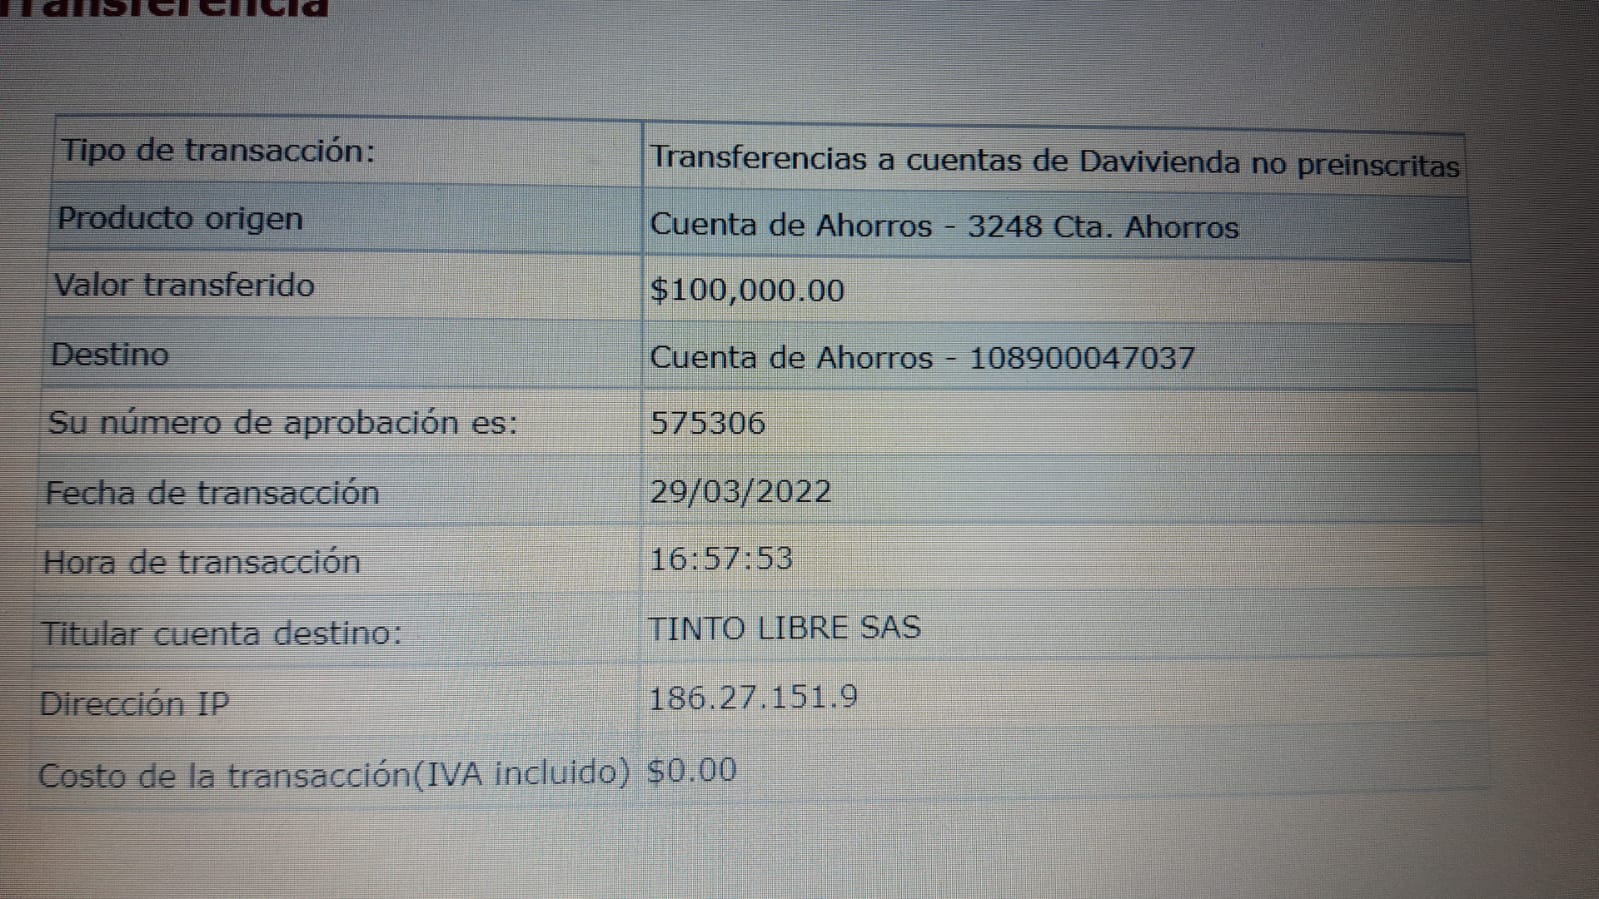 Transferencia
Tipo de transacción: Transferencias a cuentas de Davivienda no preinscritas
Producto origen Cuenta de Ahorros - 3248 Cta. Ahorros
Valor transferido $100,000.00
Destino Cuenta de Ahorros - 108900047037
Su número de aprobación es: 575306
Fecha de transacción 29/03/2022
Hora de transacción 16:57:53
Titular cuenta destino: TINTO LIBRE SAS
Dirección IP 186.27.151.9
Costo de la transacción(IVA incluido) $0.00